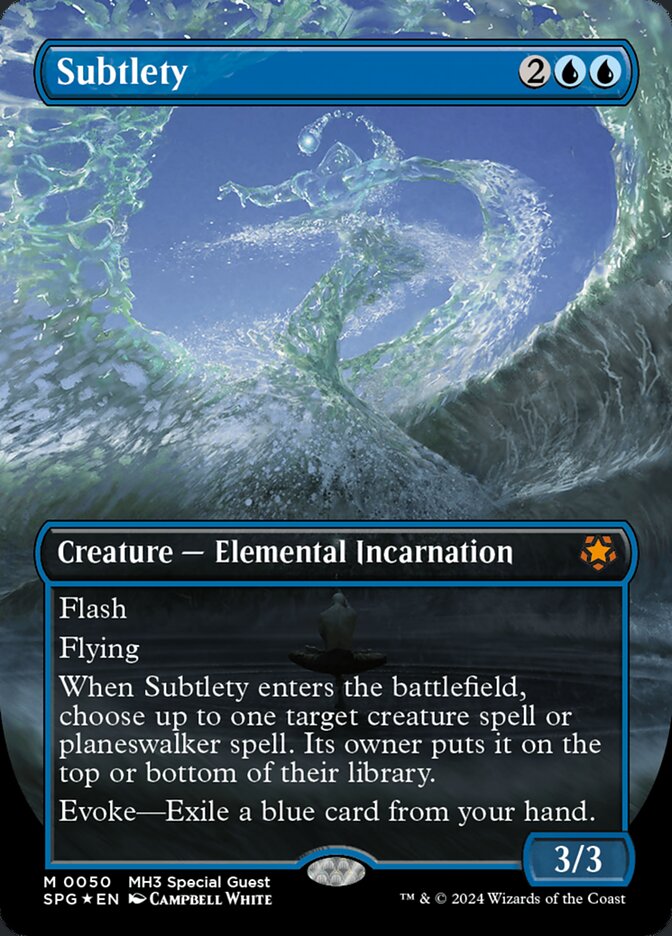 Subtlety 2
Creature — Elemental Incarnation
Flash
Flying
When Subtlety enters the battlefield,
choose up to one target creature spell or
planeswalker spell. Its owner puts it on the
top or bottom of their library.
Evoke—Exile a blue card from your hand.
3/3
M 0050 MH3 Special Guest
SPG★EN Campbell White
™ & © 2024 Wizards of the Coast